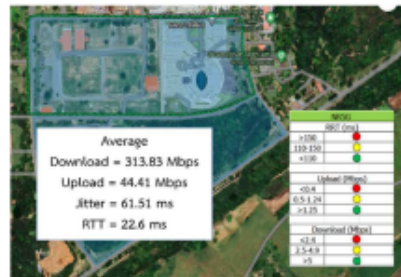 Average
Download = 313.83 Mbps
Upload = 44.41 Mbps
Jitter = 61.51 ms
RTT = 22.6 ms
RRT (ms)
>150
110-150
<110
Upload (Mbps)
<0.4
0.5-1.24
>1.25
Download (Mbps)
<2.4
2.5-4.9
>5